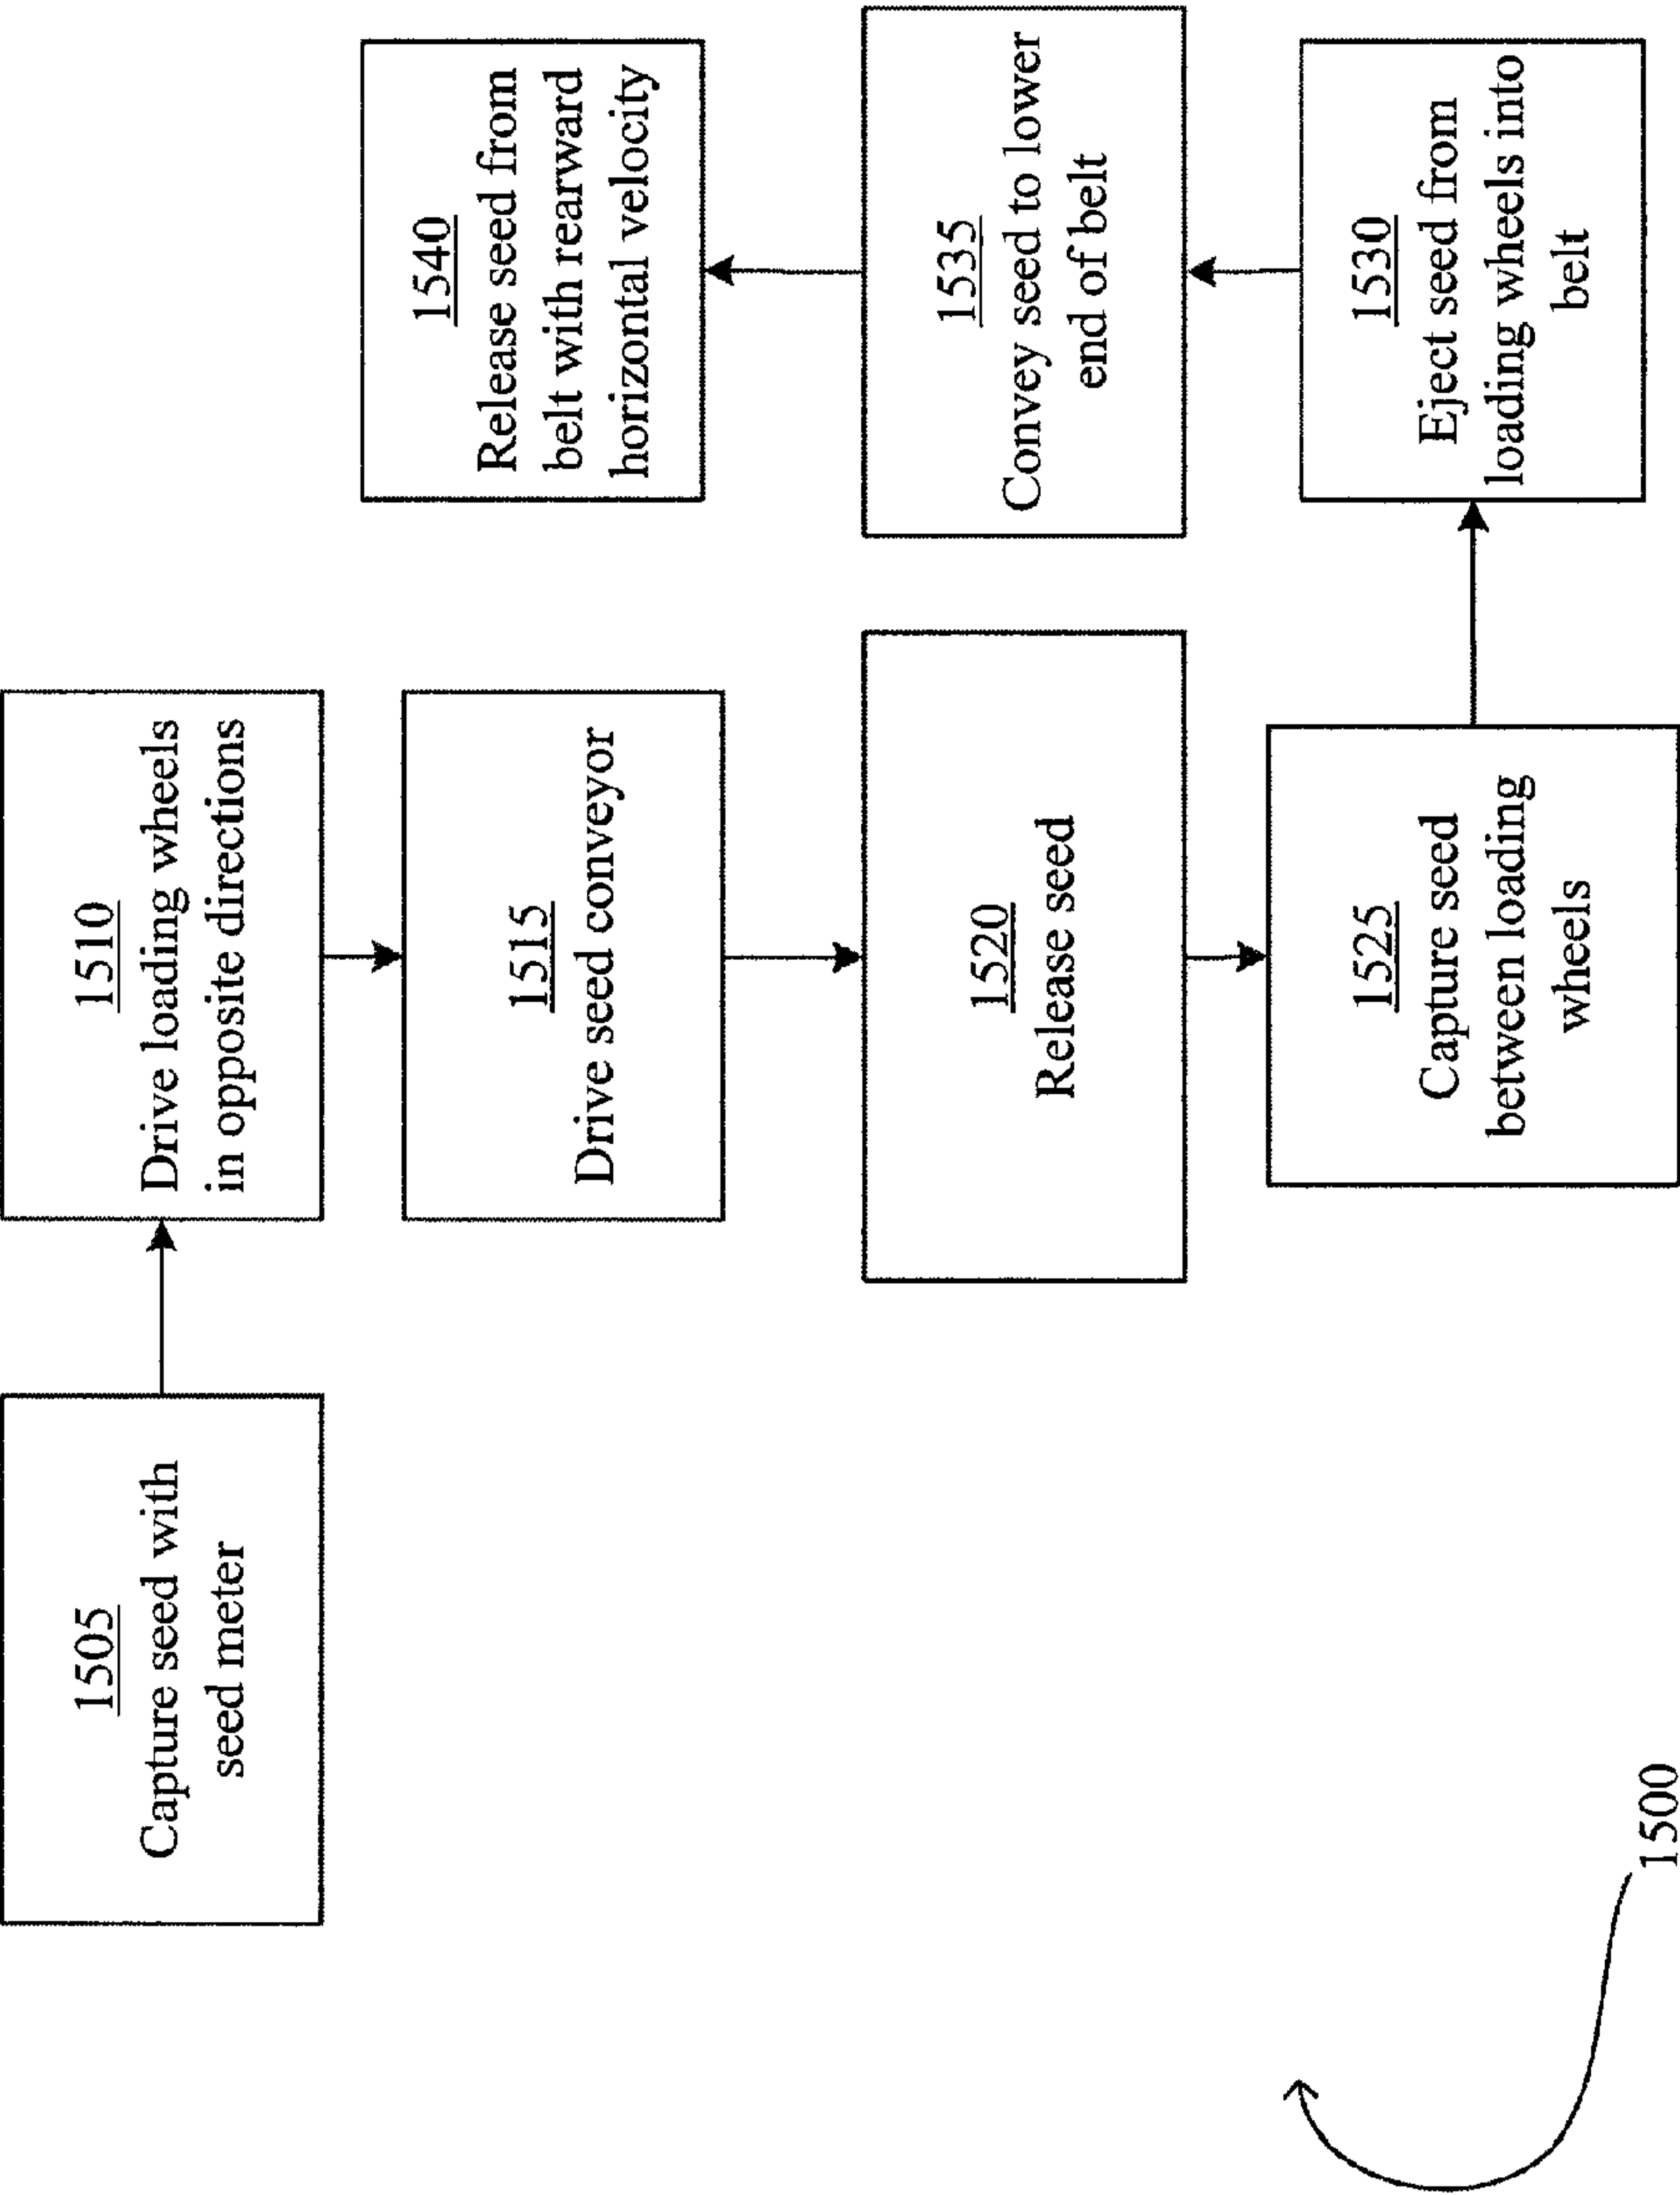 1505
Capture seed with
seed meter
1510
Drive loading wheels
in opposite directions
1515
Drive seed conveyor
1520
Release seed
1525
Capture seed
between loading
wheels
1530
Eject seed from
loading wheels into
belt
1535
Convey seed to lower
end of belt
1540
Release seed from
belt with rearward
horizontal velocity
1500